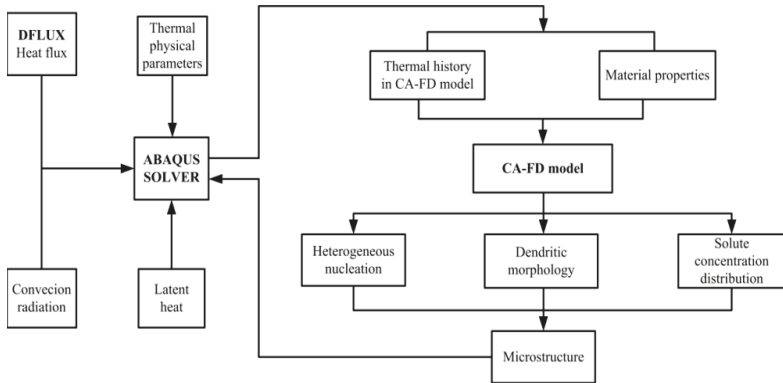 DFLUX
Heat flux
Thermal
physical
parameters
Thermal history
in CA-FD model
Material properties
ABAQUS
SOLVER
CA-FD model
Heterogeneous
nucleation
Dendritic
morphology
Solute
concentration
distribution
Convecion
radiation
Latent
heat
Microstructure